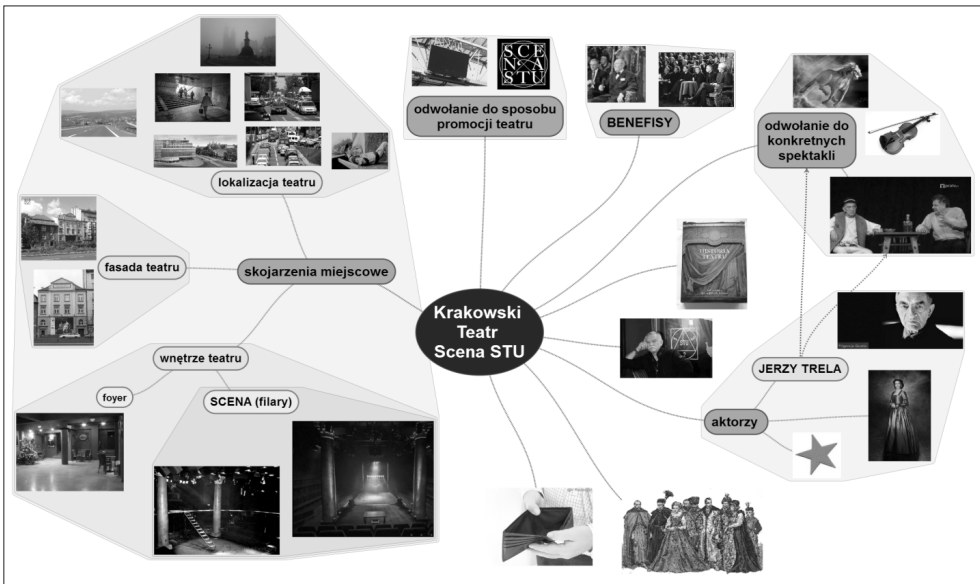 SCE
NA
STU
odwołanie do sposobu
promocji teatru
BENEFISY
odwołanie do
konkretnych
spektakli
lokalizacja teatru
fasada teatru
skojarzenia miejscowe
Krakowski
Teatr
Scena STU
wnętrze teatru
foyer
SCENA (filary)
JERZY TRELA
aktorzy